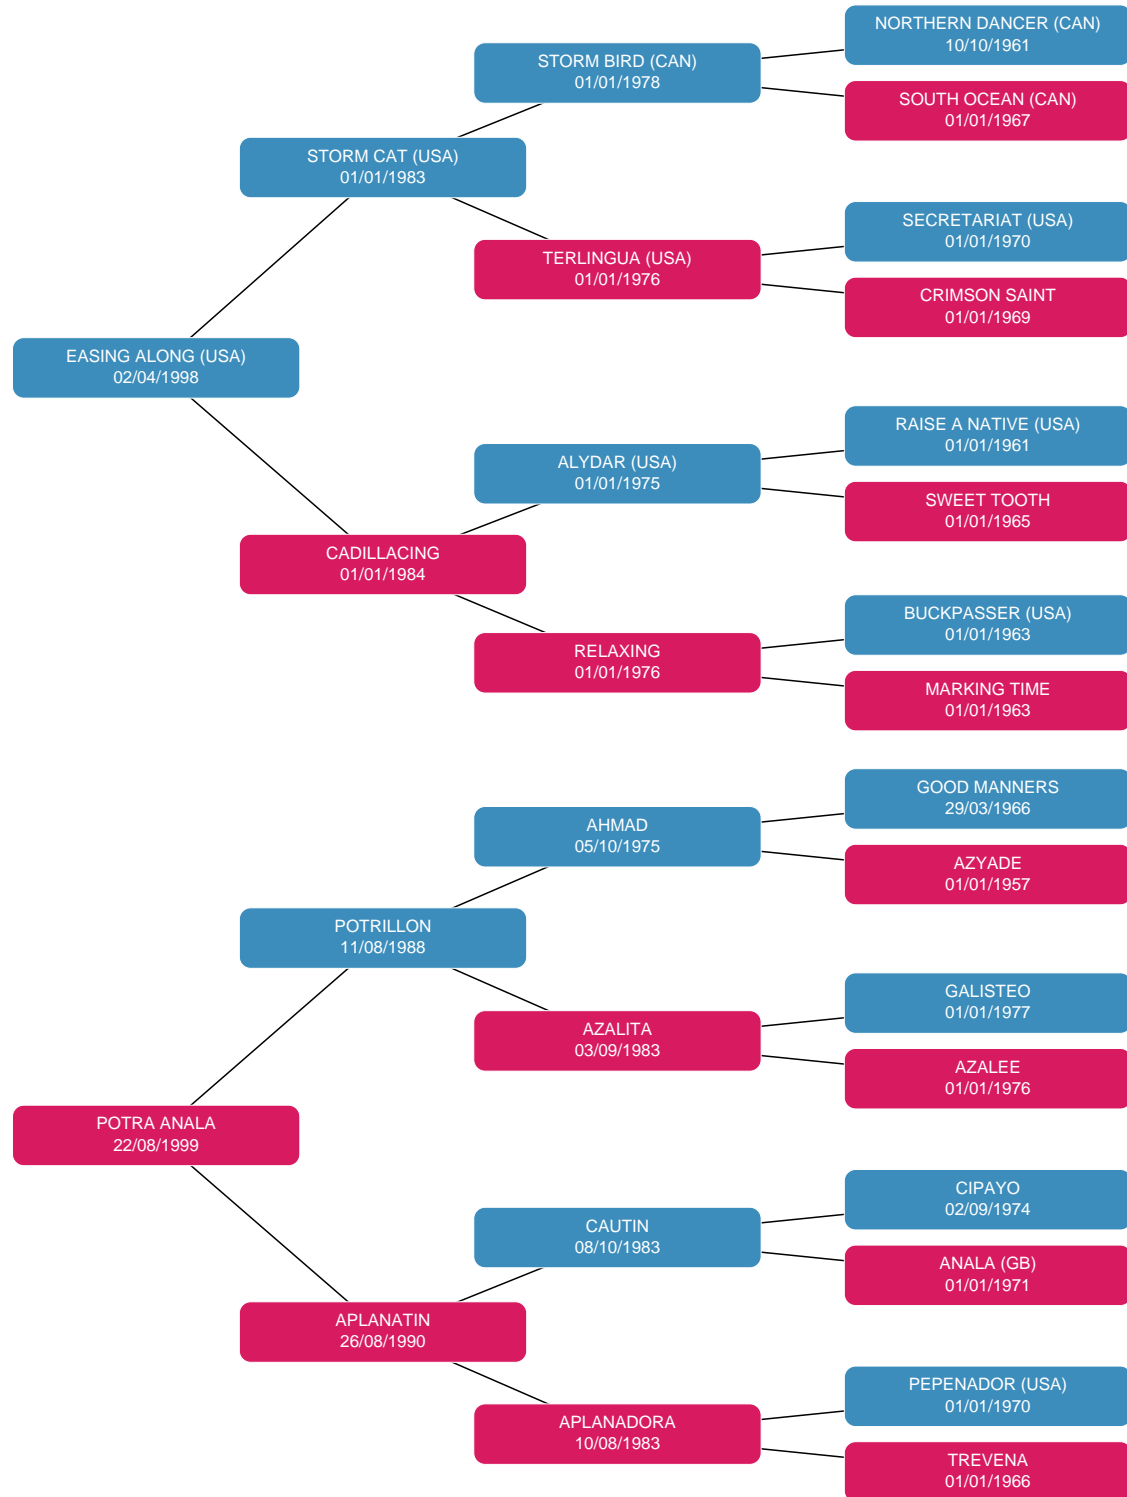 NORTHERN DANCER (CAN)
10/10/1961
STORM BIRD (CAN)
01/01/1978
SOUTH OCEAN (CAN)
01/01/1967
STORM CAT (USA)
01/01/1983
SECRETARIAT (USA)
01/01/1970
TERLINGUA (USA)
01/01/1976
CRIMSON SAINT
01/01/1969
EASING ALONG (USA)
02/04/1998
RAISE A NATIVE (USA)
01/01/1961
ALYDAR (USA)
01/01/1975
SWEET TOOTH
01/01/1965
CADILLACING
01/01/1984
BUCKPASSER (USA)
01/01/1963
RELAXING
01/01/1976
MARKING TIME
01/01/1963
GOOD MANNERS
29/03/1966
AHMAD
05/10/1975
AZYADE
01/01/1957
POTRILLON
11/08/1988
GALISTEO
01/01/1977
AZALITA
03/09/1983
AZALEE
01/01/1976
POTRA ANALA
22/08/1999
CIPAYO
02/09/1974
CAUTIN
08/10/1983
ANALA (GB)
01/01/1971
APLANATIN
26/08/1990
PEPENADOR (USA)
01/01/1970
APLANADORA
10/08/1983
TREVENA
01/01/1966